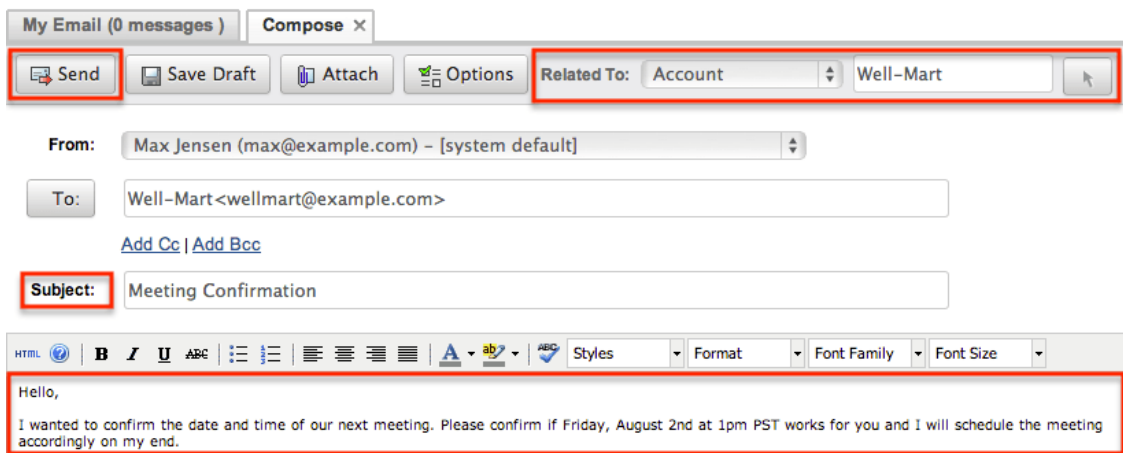 My Email (0 messages ) Compose ×
Send Save Draft Attach Options Related To: Account Well-Mart
From: Max Jensen (max@example.com) – [system default]
To: Well-Mart<wellmart@example.com>
Add Cc | Add Bcc
Subject: Meeting Confirmation
HTML ? B I U ABC A ab ABC Styles Format Font Family Font Size
Hello,
I wanted to confirm the date and time of our next meeting. Please confirm if Friday, August 2nd at 1pm PST works for you and I will schedule the meeting
accordingly on my end.